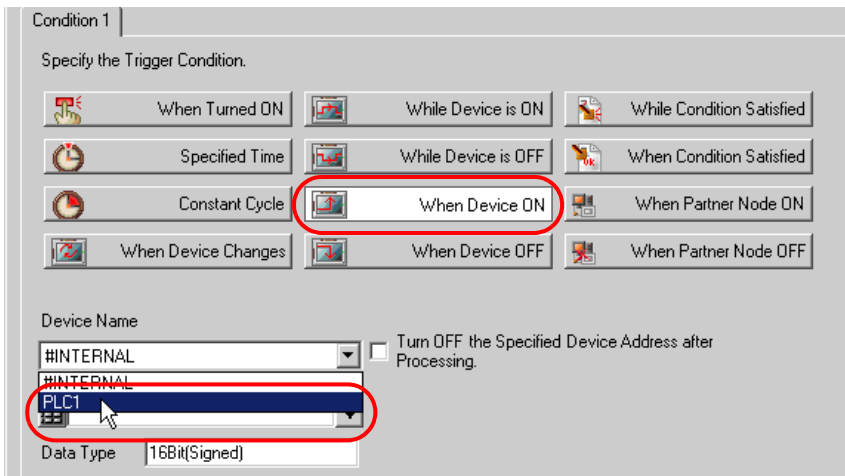 Condition 1
Specify the Trigger Condition.
When Turned ON While Device is ON While Condition Satisfied
Specified Time While Device is OFF When Condition Satisfied
Constant Cycle When Device ON When Partner Node ON
When Device Changes When Device OFF When Partner Node OFF
Device Name
Turn OFF the Specified Device Address after
#INTERNAL
Processing.
#INTERNAL
PLC1
Data Type 16Bit(Signed)